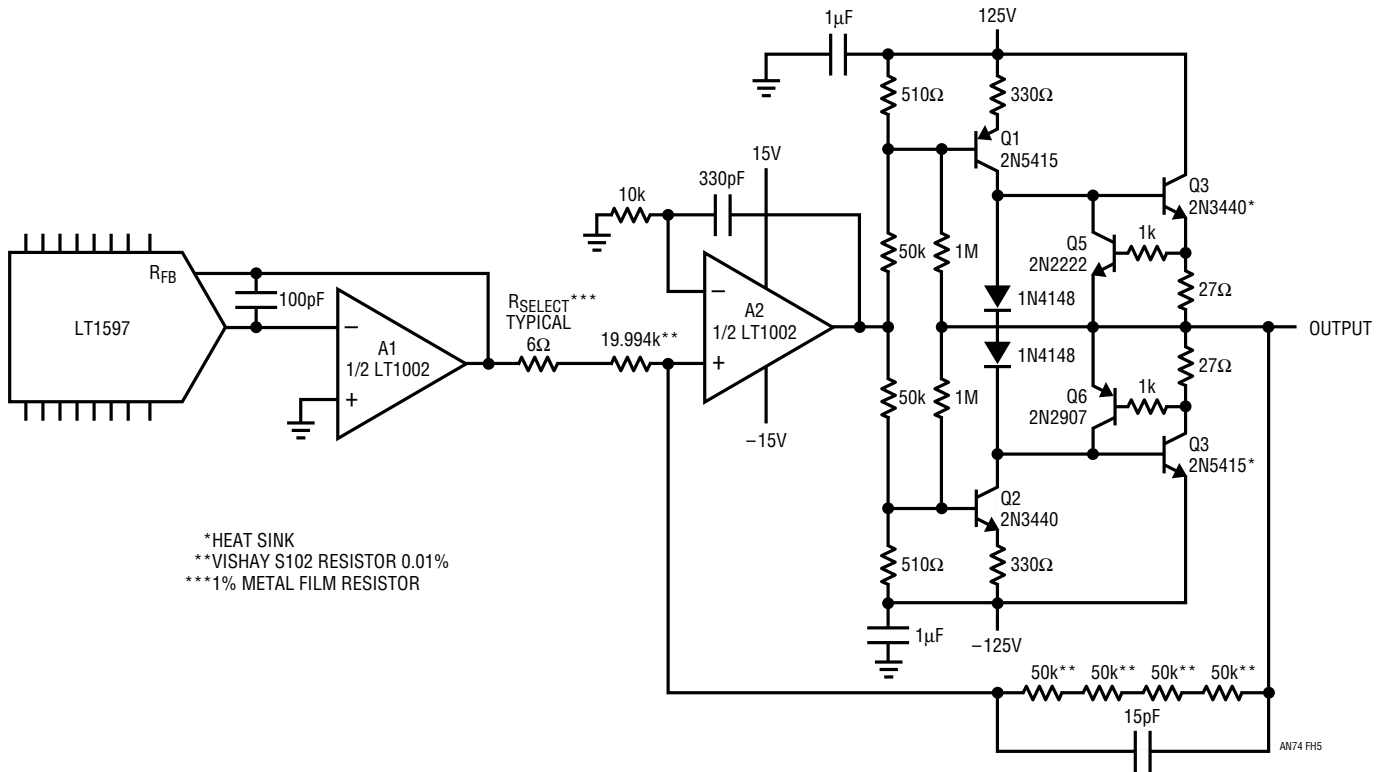 1µF
125V
510Ω
330Ω
Q1
2N5415
15V
330pF
10k
Q3
2N3440*
Q5
2N2222
1k
50k
1M
27Ω
RFB
100pF
LT1597
A1
1/2 LT1002
RSELECT***
TYPICAL
6Ω
19.994k**
A2
1/2 LT1002
–15V
1N4148
1N4148
OUTPUT
50k
1M
27Ω
1k
Q6
2N2907
Q3
2N5415*
Q2
2N3440
510Ω
330Ω
*HEAT SINK
**VISHAY S102 RESISTOR 0.01%
***1% METAL FILM RESISTOR
1µF
–125V
50k** 50k** 50k** 50k**
15pF
AN74 FH5